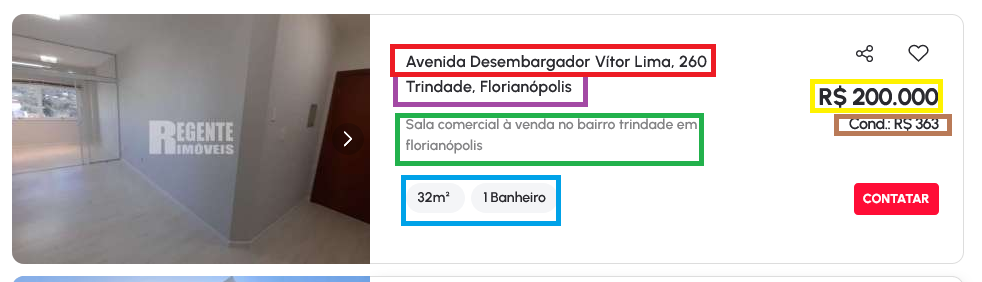 Avenida Desembargador Vítor Lima, 260
Trindade, Florianópolis
R$ 200.000
Cond.: R$ 363
Sala comercial à venda no bairro trindade em
florianópolis
REGENTE
IMÓVEIS
32m² 1 Banheiro
CONTATAR